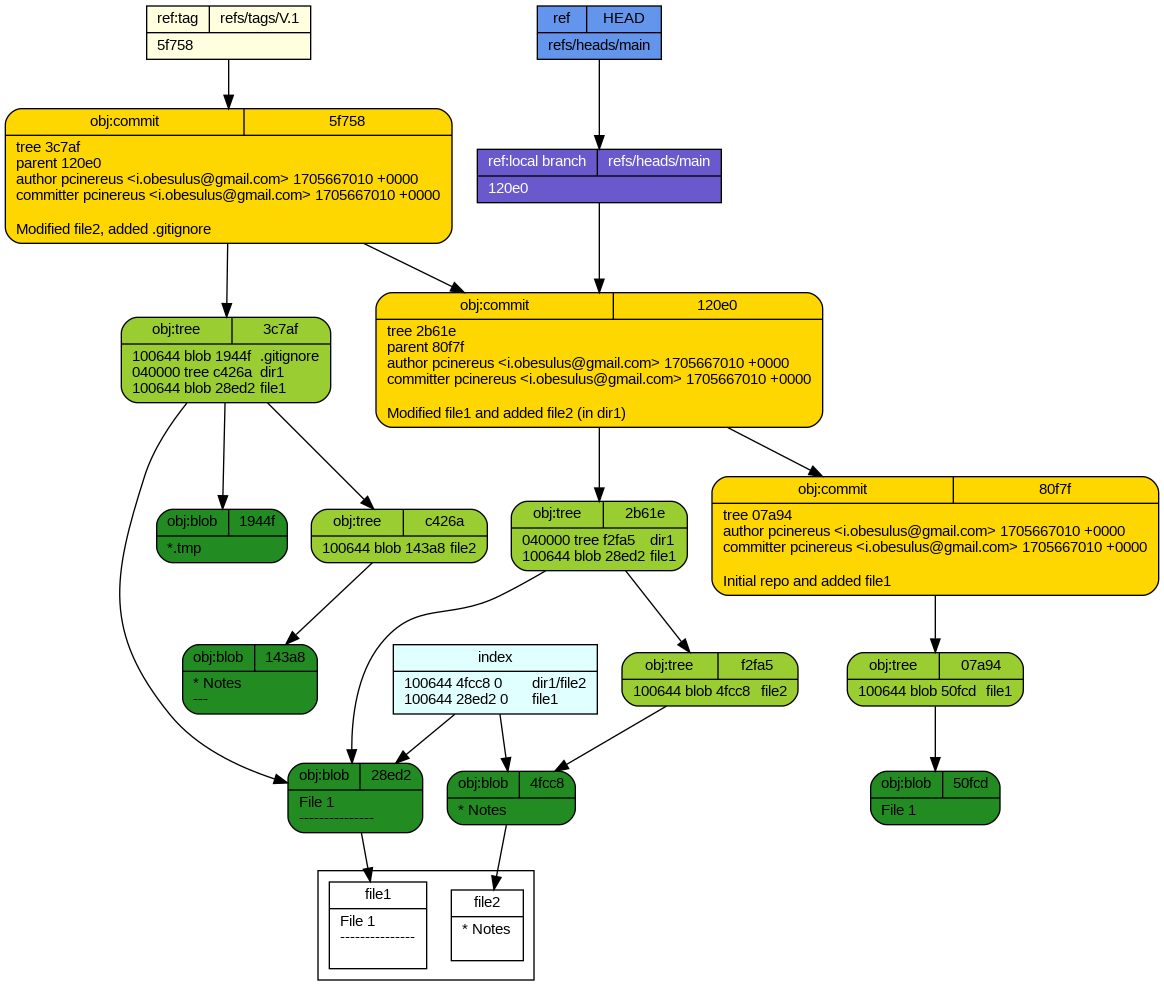 ref:tag refs/tags/V.1
5f758
ref HEAD
refs/heads/main
obj:commit 5f758
tree 3c7af
parent 120e0
author pcinereus <i.obesulus@gmail.com> 1705667010 +0000
committer pcinereus <i.obesulus@gmail.com> 1705667010 +0000
Modified file2, added .gitignore
ref:local branch refs/heads/main
120e0
obj:commit 120e0
tree 2b61e
parent 80f7f
author pcinereus <i.obesulus@gmail.com> 1705667010 +0000
committer pcinereus <i.obesulus@gmail.com> 1705667010 +0000
Modified file1 and added file2 (in dir1)
obj:tree 3c7af
100644 blob 1944f .gitignore
040000 tree c426a dir1
100644 blob 28ed2 file1
obj:commit 80f7f
tree 07a94
author pcinereus <i.obesulus@gmail.com> 1705667010 +0000
committer pcinereus <i.obesulus@gmail.com> 1705667010 +0000
Initial repo and added file1
obj:blob 1944f
*.tmp
obj:tree c426a
100644 blob 143a8 file2
obj:tree 2b61e
040000 tree f2fa5 dir1
100644 blob 28ed2 file1
obj:blob 143a8
* Notes
---
index
100644 4fcc8 0 dir1/file2
100644 28ed2 0 file1
obj:tree f2fa5
100644 blob 4fcc8 file2
obj:tree 07a94
100644 blob 50fcd file1
obj:blob 28ed2
File 1
---------------
obj:blob 4fcc8
* Notes
obj:blob 50fcd
File 1
file1
File 1
---------------
file2
* Notes